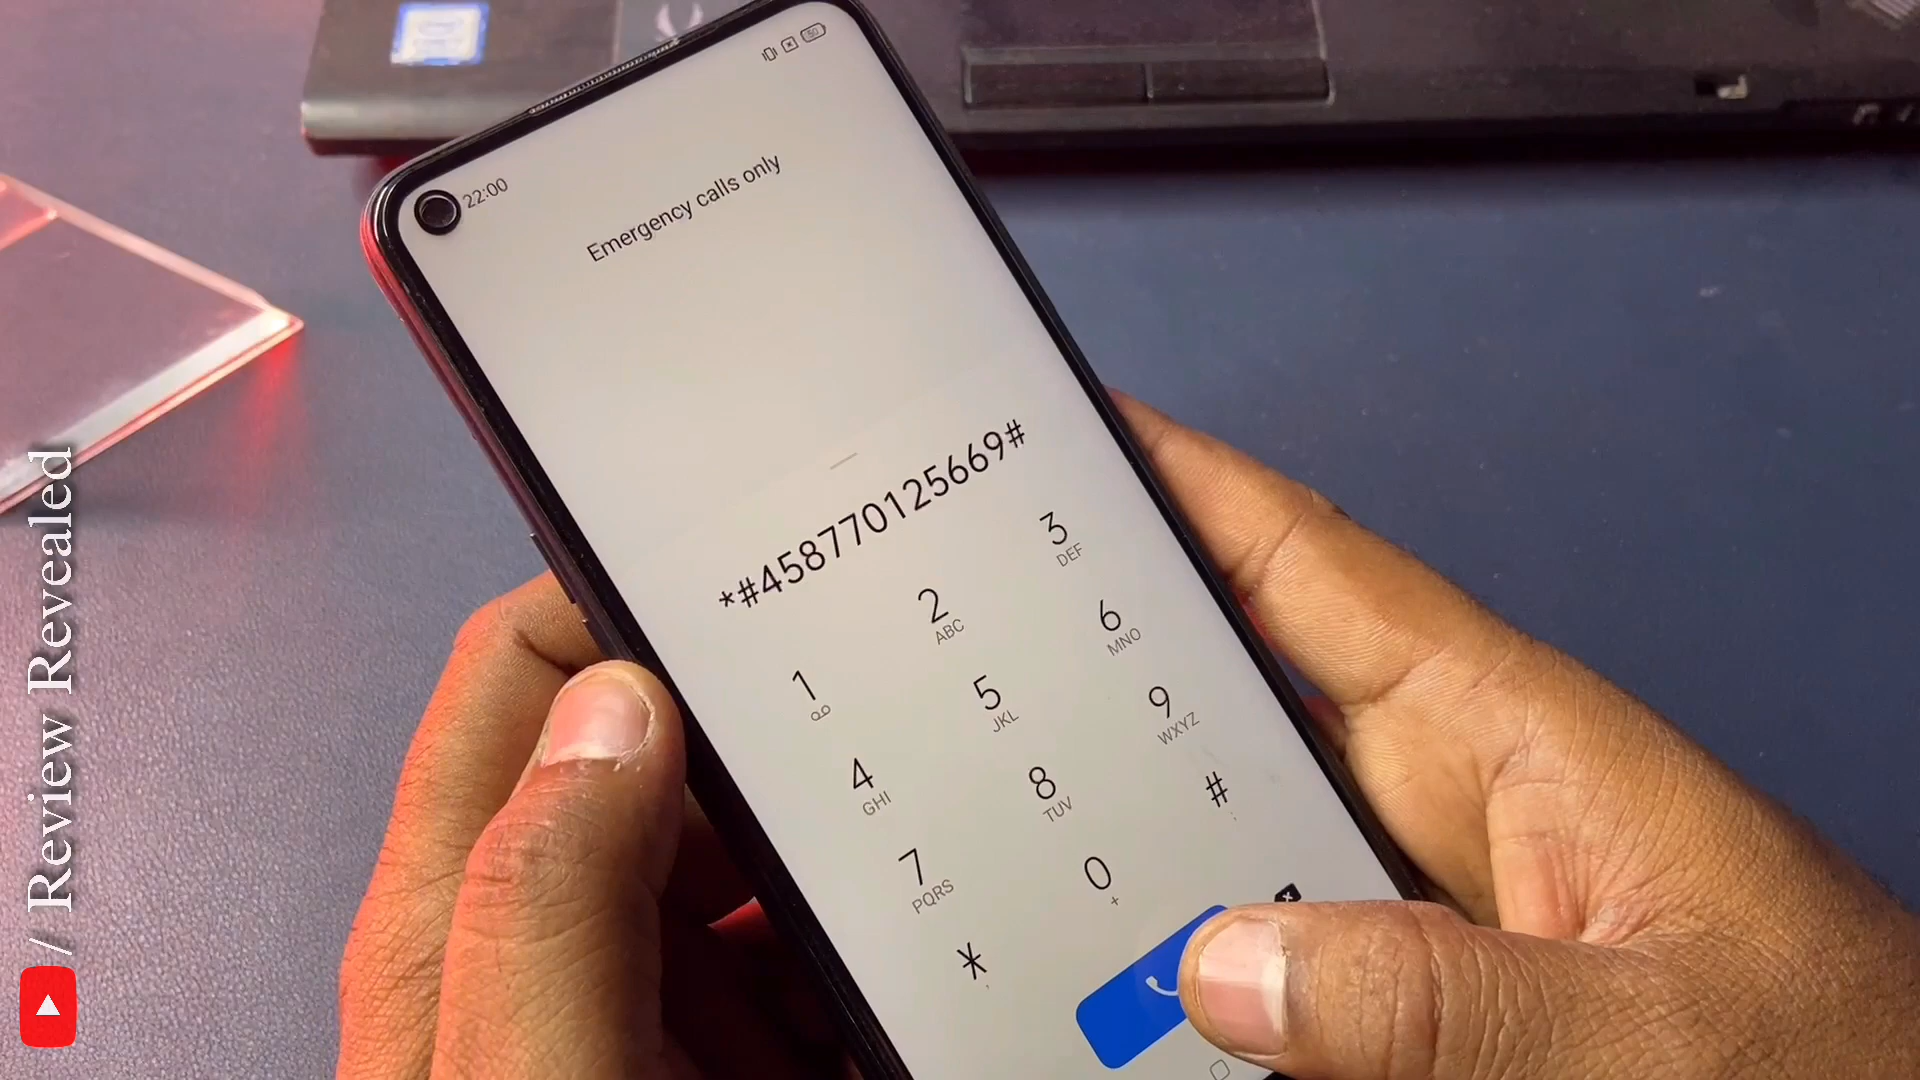 22:00
50
Emergency calls only
*#458770125669#
1
2
ABC
3
DEF
4
GHI
5
JKL
6
MNO
7
PQRS
8
TUV
9
WXYZ
*
,
0
+
#
;
/ Review Revealed